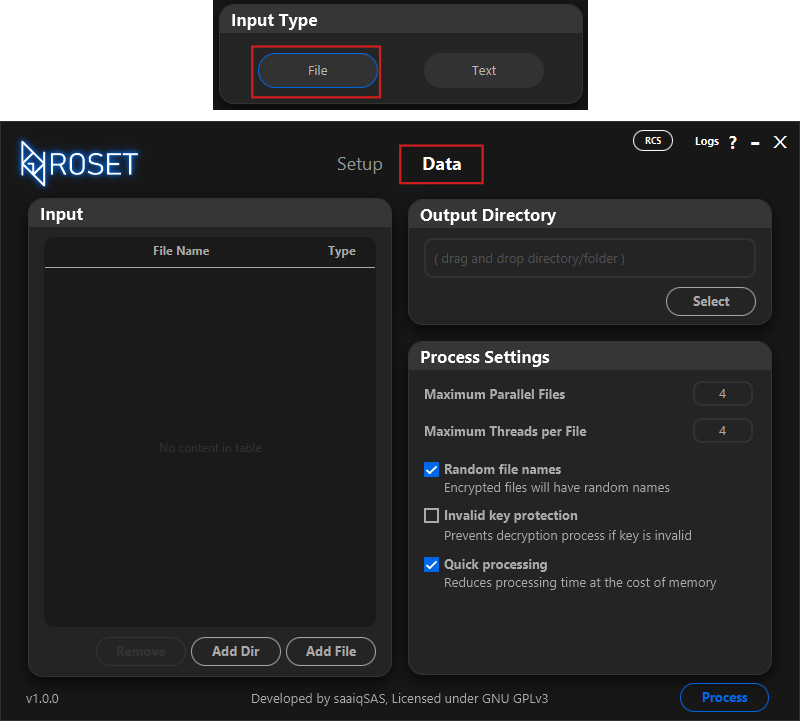 Input Type
File Text
RCS Logs ? – X
ROSET Setup Data
Input
File Name Type
No content in table
Remove Add Dir Add File
Output Directory
( drag and drop directory/folder )
Select
Process Settings
Maximum Parallel Files 4
Maximum Threads per File 4
Random file names
Encrypted files will have random names
Invalid key protection
Prevents decryption process if key is invalid
Quick processing
Reduces processing time at the cost of memory
v1.0.0 Developed by saaiqSAS, Licensed under GNU GPLv3 Process